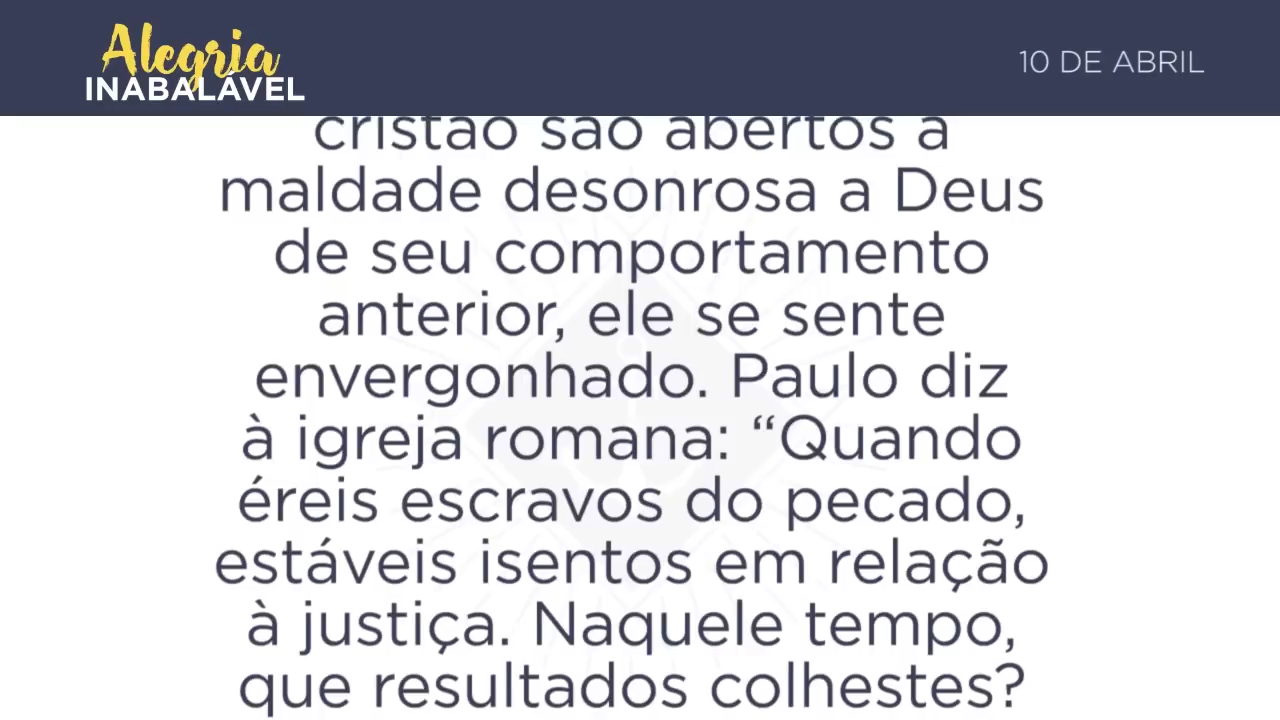 Alegria
INABALÁVEL
10 DE ABRIL
cristão são abertos à
maldade desonrosa a Deus
de seu comportamento
anterior, ele se sente
envergonhado. Paulo diz
à igreja romana: “Quando
éreis escravos do pecado,
estáveis isentos em relação
à justiça. Naquele tempo,
que resultados colhestes?